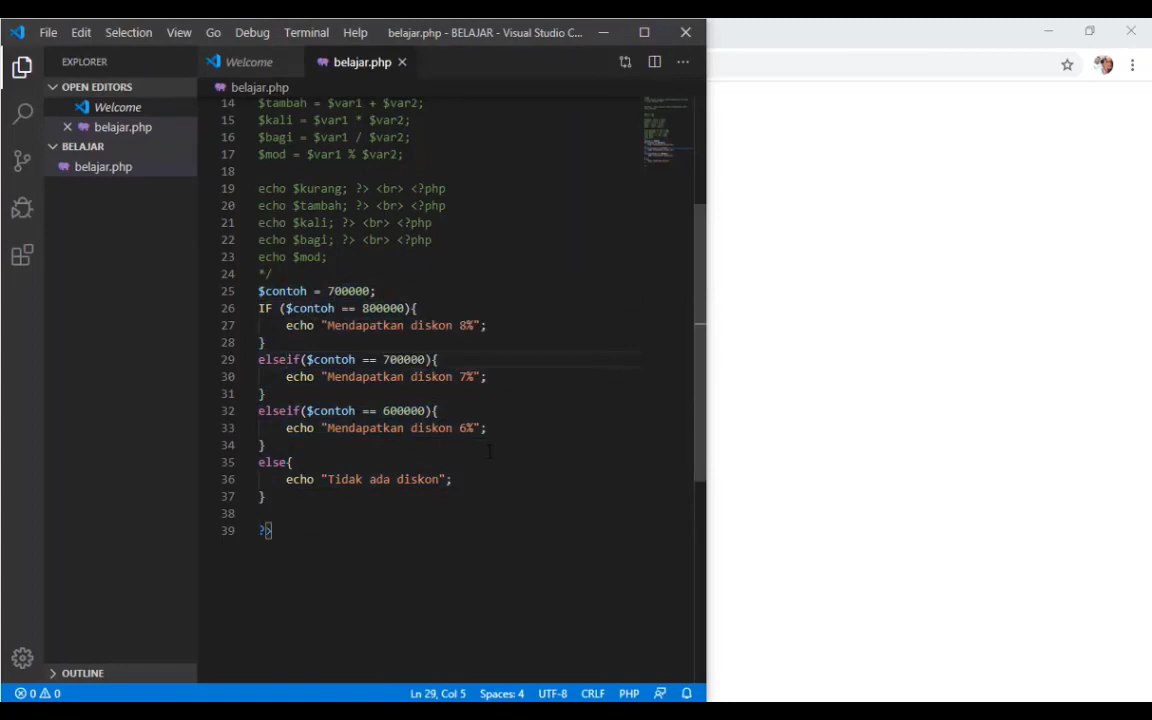 File Edit Selection View Go Debug Terminal Help belajar.php - BELAJAR - Visual Studio C...
EXPLORER
Welcome
belajar.php
OPEN EDITORS
Welcome
belajar.php
BELAJAR
belajar.php
belajar.php
14 $tambah = $var1 + $var2;
15 $kali = $var1 * $var2;
16 $bagi = $var1 / $var2;
17 $mod = $var1 % $var2;
18
19 echo $kurang; ?> <br> <?php
20 echo $tambah; ?> <br> <?php
21 echo $kali; ?> <br> <?php
22 echo $bagi; ?> <br> <?php
23 echo $mod;
24 */
25 $contoh = 700000;
26 IF ($contoh == 800000){
27 echo "Mendapatkan diskon 8%";
28 }
29 elseif($contoh == 700000){
30 echo "Mendapatkan diskon 7%";
31 }
32 elseif($contoh == 600000){
33 echo "Mendapatkan diskon 6%";
34 }
35 else{
36 echo "Tidak ada diskon";
37 }
38
39 ?>
OUTLINE
0 0 Ln 29, Col 5 Spaces: 4 UTF-8 CRLF PHP